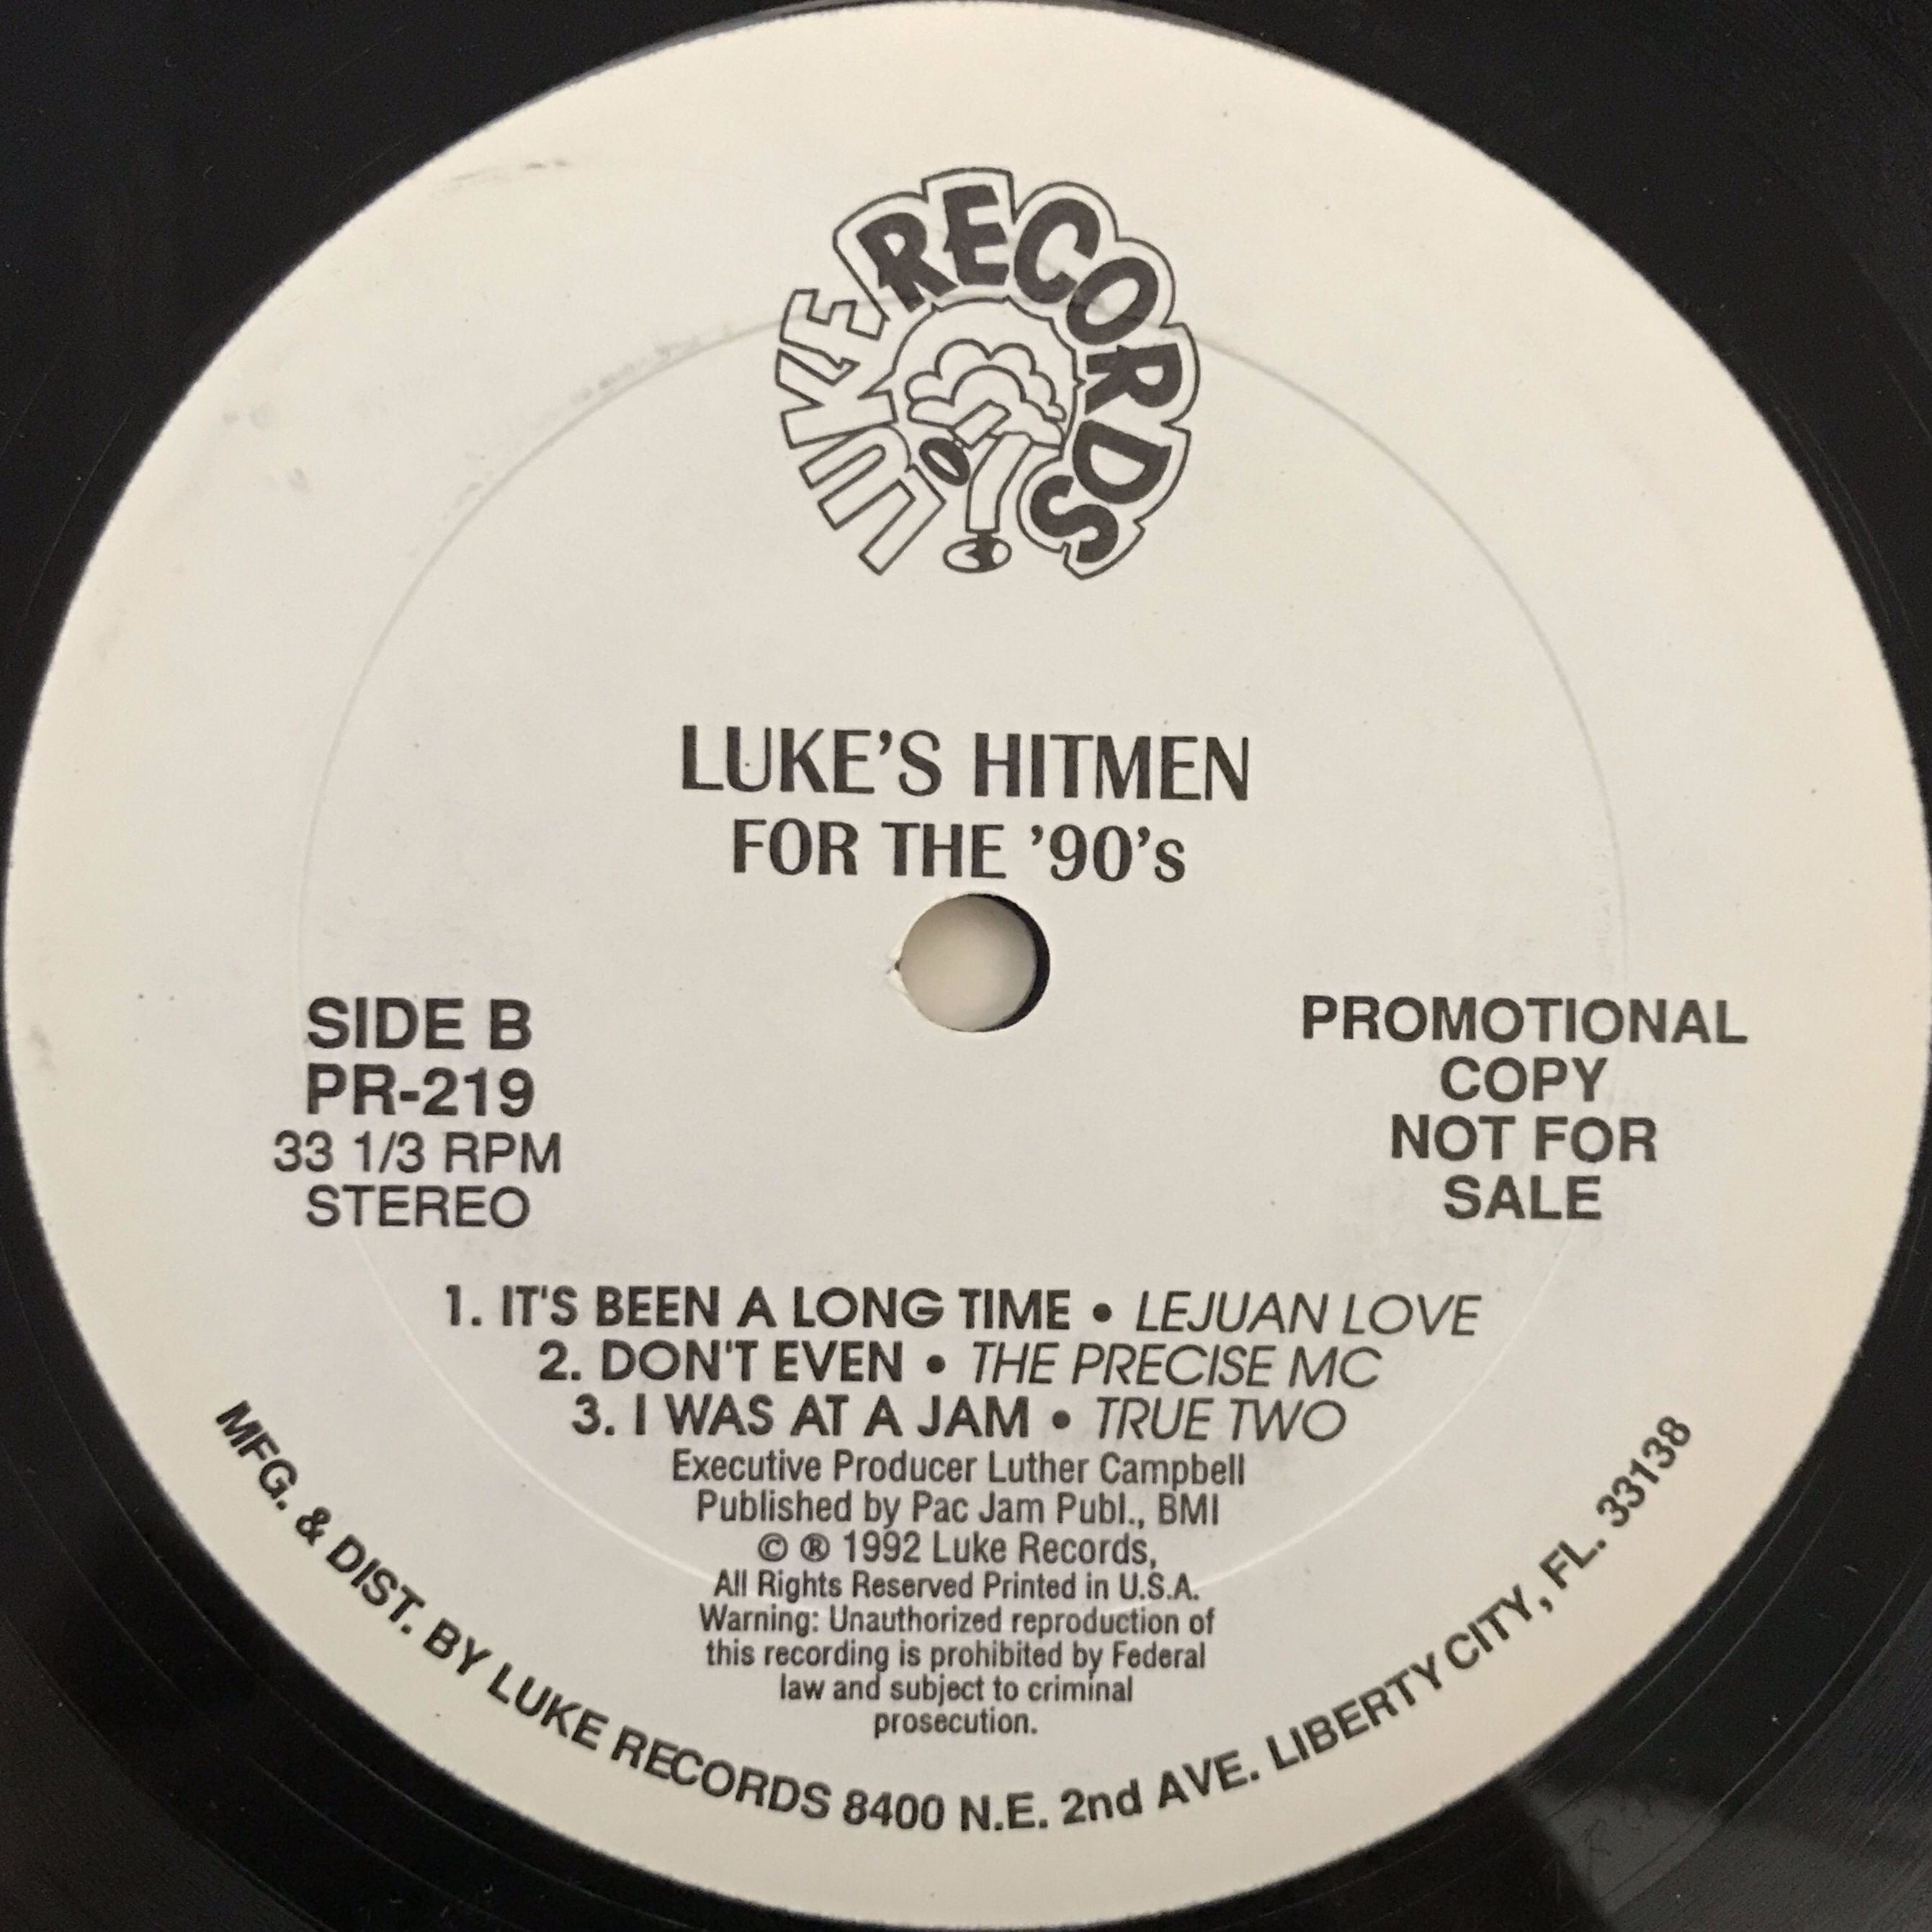 LUKE RECORDS
LUKE'S HITMEN
FOR THE '90's
SIDE B
PR-219
33 1/3 RPM
STEREO
PROMOTIONAL
COPY
NOT FOR
SALE
1. IT'S BEEN A LONG TIME • LEJUAN LOVE
2. DON'T EVEN • THE PRECISE MC
3. I WAS AT A JAM • TRUE TWO
Executive Producer Luther Campbell
Published by Pac Jam Publ., BMI
© ® 1992 Luke Records,
All Rights Reserved Printed in U.S.A.
Warning: Unauthorized reproduction of
this recording is prohibited by Federal
law and subject to criminal
prosecution.
MFG. & DIST. BY LUKE RECORDS 8400 N.E. 2nd AVE. LIBERTY CITY, FL. 33138